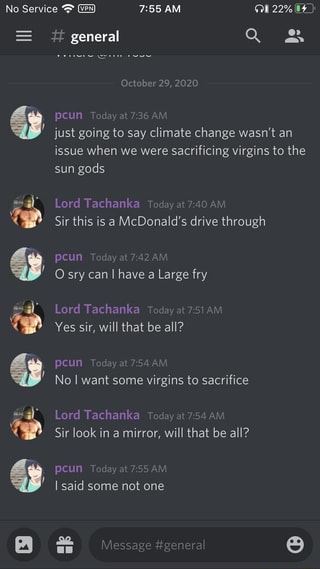 No Service VPN 7:55 AM 22%
# general
October 29, 2020
pcun Today at 7:36 AM
just going to say climate change wasn't an
issue when we were sacrificing virgins to the
sun gods
Lord Tachanka Today at 7:40 AM
Sir this is a McDonald's drive through
pcun Today at 7:42 AM
O sry can I have a Large fry
Lord Tachanka Today at 7:51 AM
Yes sir, will that be all?
pcun Today at 7:54 AM
No I want some virgins to sacrifice
Lord Tachanka Today at 7:54 AM
Sir look in a mirror, will that be all?
pcun Today at 7:55 AM
I said some not one
Message #general